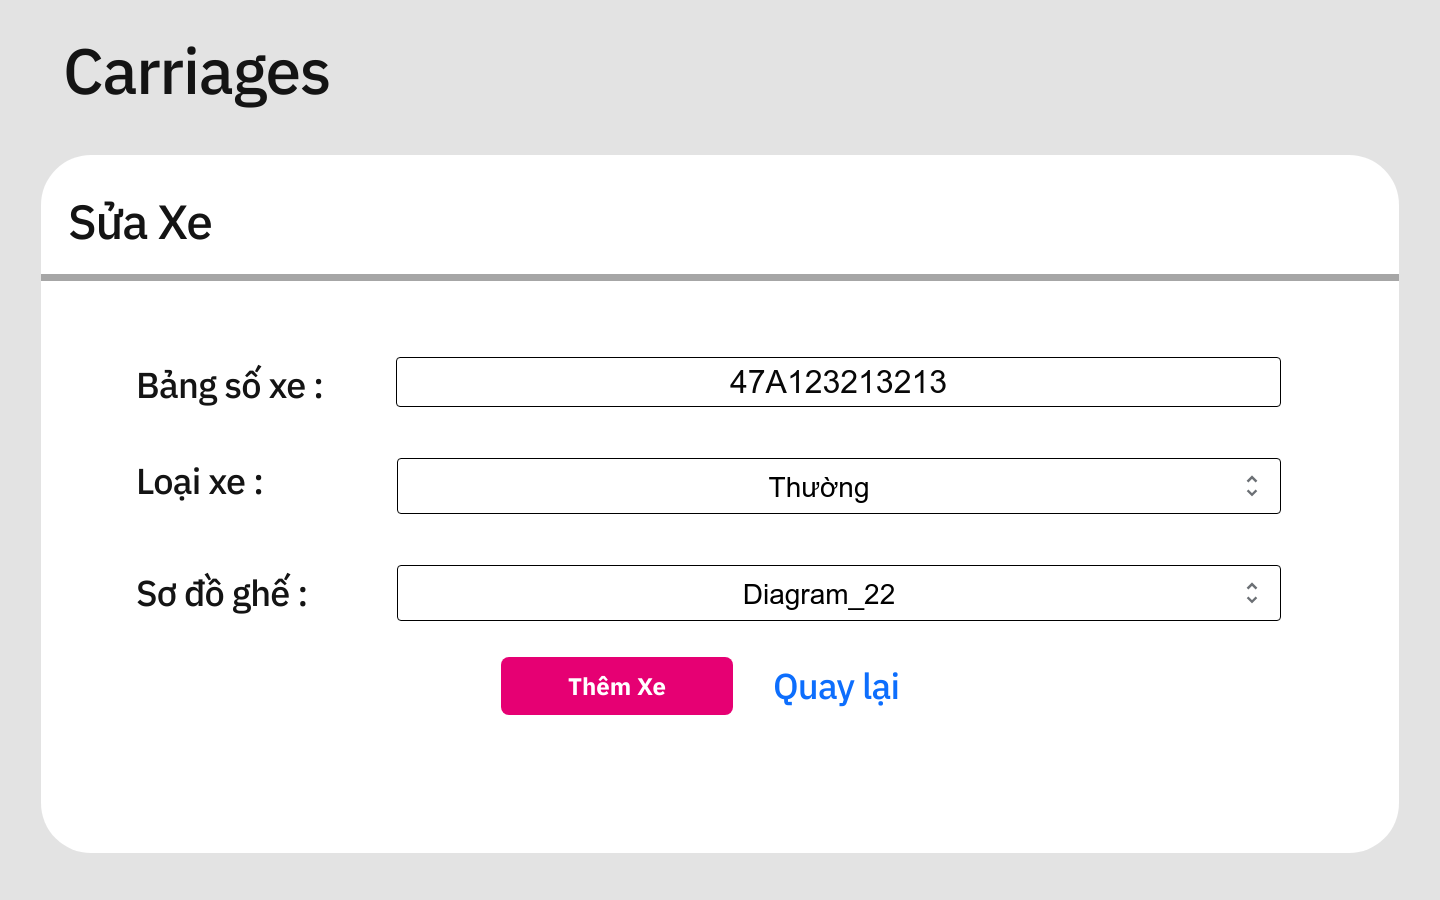 Carriages
Sửa Xe
Bảng số xe : 47A123213213
Loại xe : Thường
Sơ đồ ghế : Diagram_22
Thêm Xe Quay lại